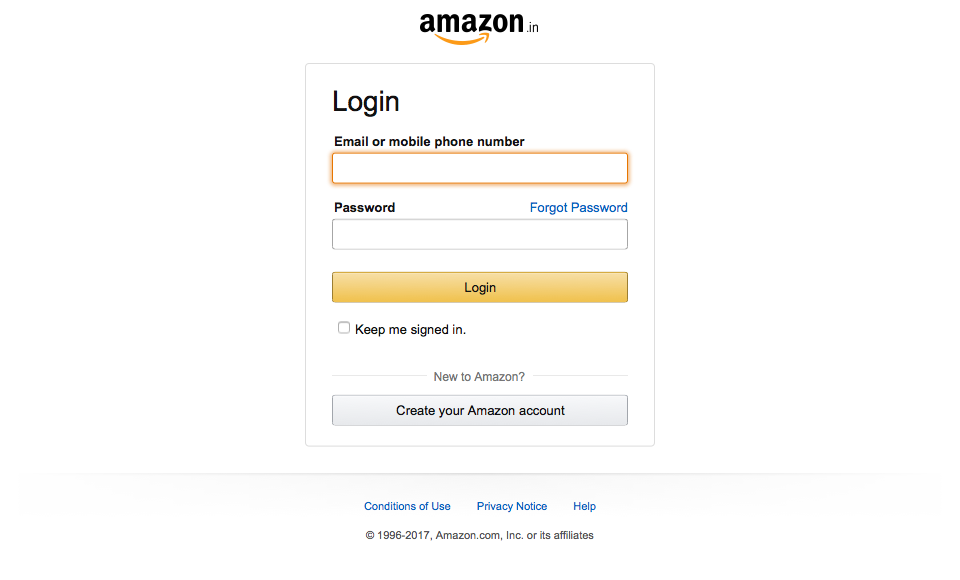 amazon.in
Login
Email or mobile phone number
Password Forgot Password
Login
Keep me signed in.
New to Amazon?
Create your Amazon account
Conditions of Use Privacy Notice Help
© 1996-2017, Amazon.com, Inc. or its affiliates